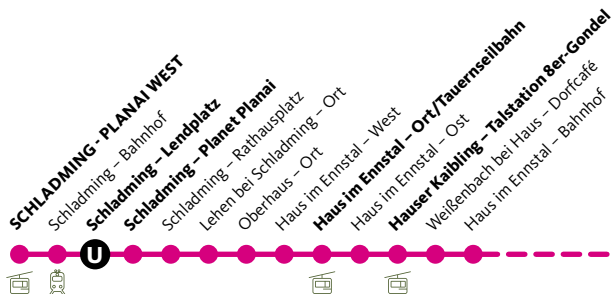 SCHLADMING - PLANAI WEST
Schladming – Bahnhof
Schladming – Lendplatz
Schladming – Planet Planai
Schladming – Rathausplatz
Lehen bei Schladming – Ort
Oberhaus – Ort
Haus im Ennstal – West
Haus im Ennstal – Ort/Tauernseilbahn
Haus im Ennstal – Ost
Hauser Kaibling – Talstation 8er-Gondel
Weißenbach bei Haus – Dorfcafé
Haus im Ennstal – Bahnhof
U